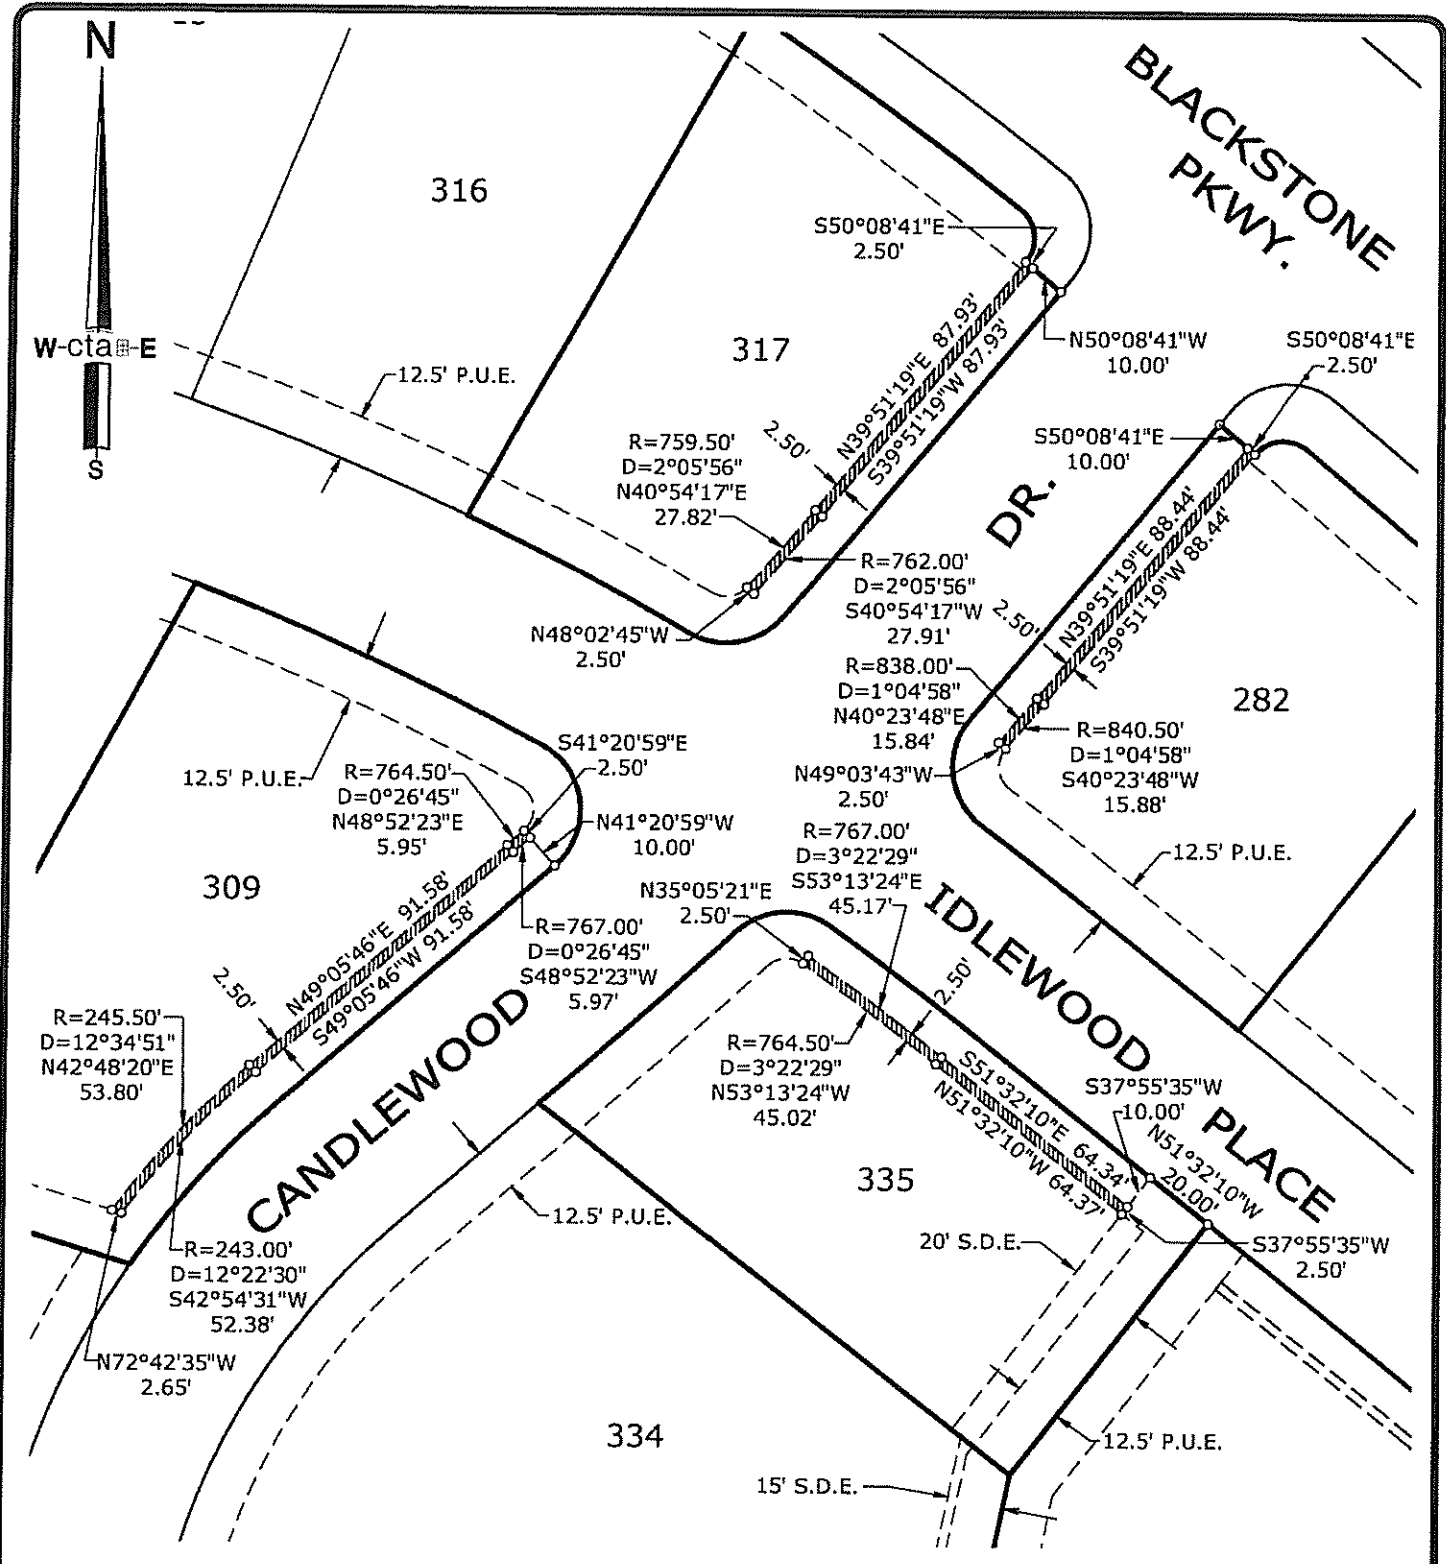 N
W-cta-E
S
BLACKSTONE
PKWY.
316
S50°08'41"E
2.50'
317
N39°51'19"E 87.93'
S39°51'19"W 87.93'
N50°08'41"W
10.00'
S50°08'41"E
2.50'
12.5' P.U.E.
R=759.50'
D=2°05'56"
N40°54'17"E
27.82'
2.50'
S50°08'41"E
10.00'
DR.
N39°51'19"E 88.44'
S39°51'19"W 88.44'
R=762.00'
D=2°05'56"
S40°54'17"W
27.91'
2.50'
N48°02'45"W
2.50'
R=838.00'
D=1°04'58"
N40°23'48"E
15.84'
282
R=840.50'
D=1°04'58"
S40°23'48"W
15.88'
N49°03'43"W
2.50'
S41°20'59"E
2.50'
12.5' P.U.E.
R=764.50'
D=0°26'45"
N48°52'23"E
5.95'
N41°20'59"W
10.00'
R=767.00'
D=3°22'29"
S53°13'24"E
45.17'
12.5' P.U.E.
309
N35°05'21"E
2.50'
IDLEWOOD
PLACE
N49°05'46"E 91.58'
S49°05'46"W 91.58'
2.50'
R=767.00'
D=0°26'45"
S48°52'23"W
5.97'
2.50'
R=245.50'
D=12°34'51"
N42°48'20"E
53.80'
R=764.50'
D=3°22'29"
N53°13'24"W
45.02'
S51°32'10"E 64.34'
N51°32'10"W 64.37'
S37°55'35"W
10.00'
N51°32'10"W
20.00'
CANDLEWOOD
335
12.5' P.U.E.
20' S.D.E.
S37°55'35"W
2.50'
R=243.00'
D=12°22'30"
S42°54'31"W
52.38'
N72°42'35"W
2.65'
334
12.5' P.U.E.
15' S.D.E.